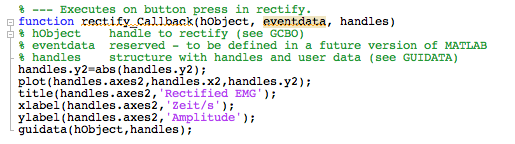 % --- Executes on button press in rectify.
function rectify_Callback(hObject, eventdata, handles)
% hObject    handle to rectify (see GCBO)
% eventdata  reserved - to be defined in a future version of MATLAB
% handles    structure with handles and user data (see GUIDATA)
handles.y2=abs(handles.y2);
plot(handles.axes2,handles.x2,handles.y2);
title(handles.axes2,'Rectified EMG');
xlabel(handles.axes2,'Zeit/s');
ylabel(handles.axes2,'Amplitude');
guidata(hObject,handles);